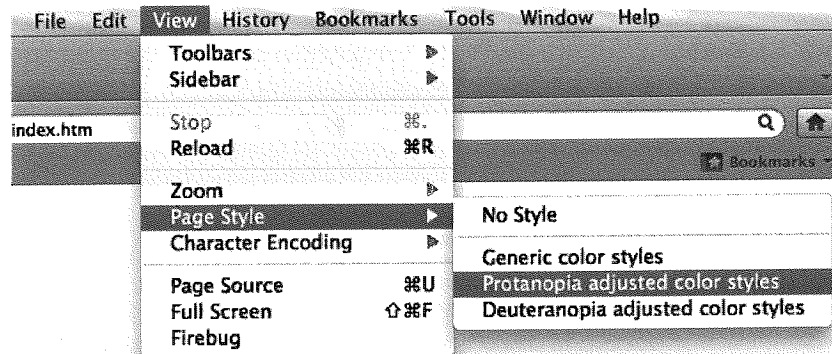 File Edit View History Bookmarks Tools Window Help
Toolbars
Sidebar
index.htm
Stop ⌘.
Reload ⌘R
Bookmarks
Zoom
Page Style
No Style
Character Encoding
Generic color styles
Protanopia adjusted color styles
Page Source ⌘U
Deuteranopia adjusted color styles
Full Screen ⇧⌘F
Firebug